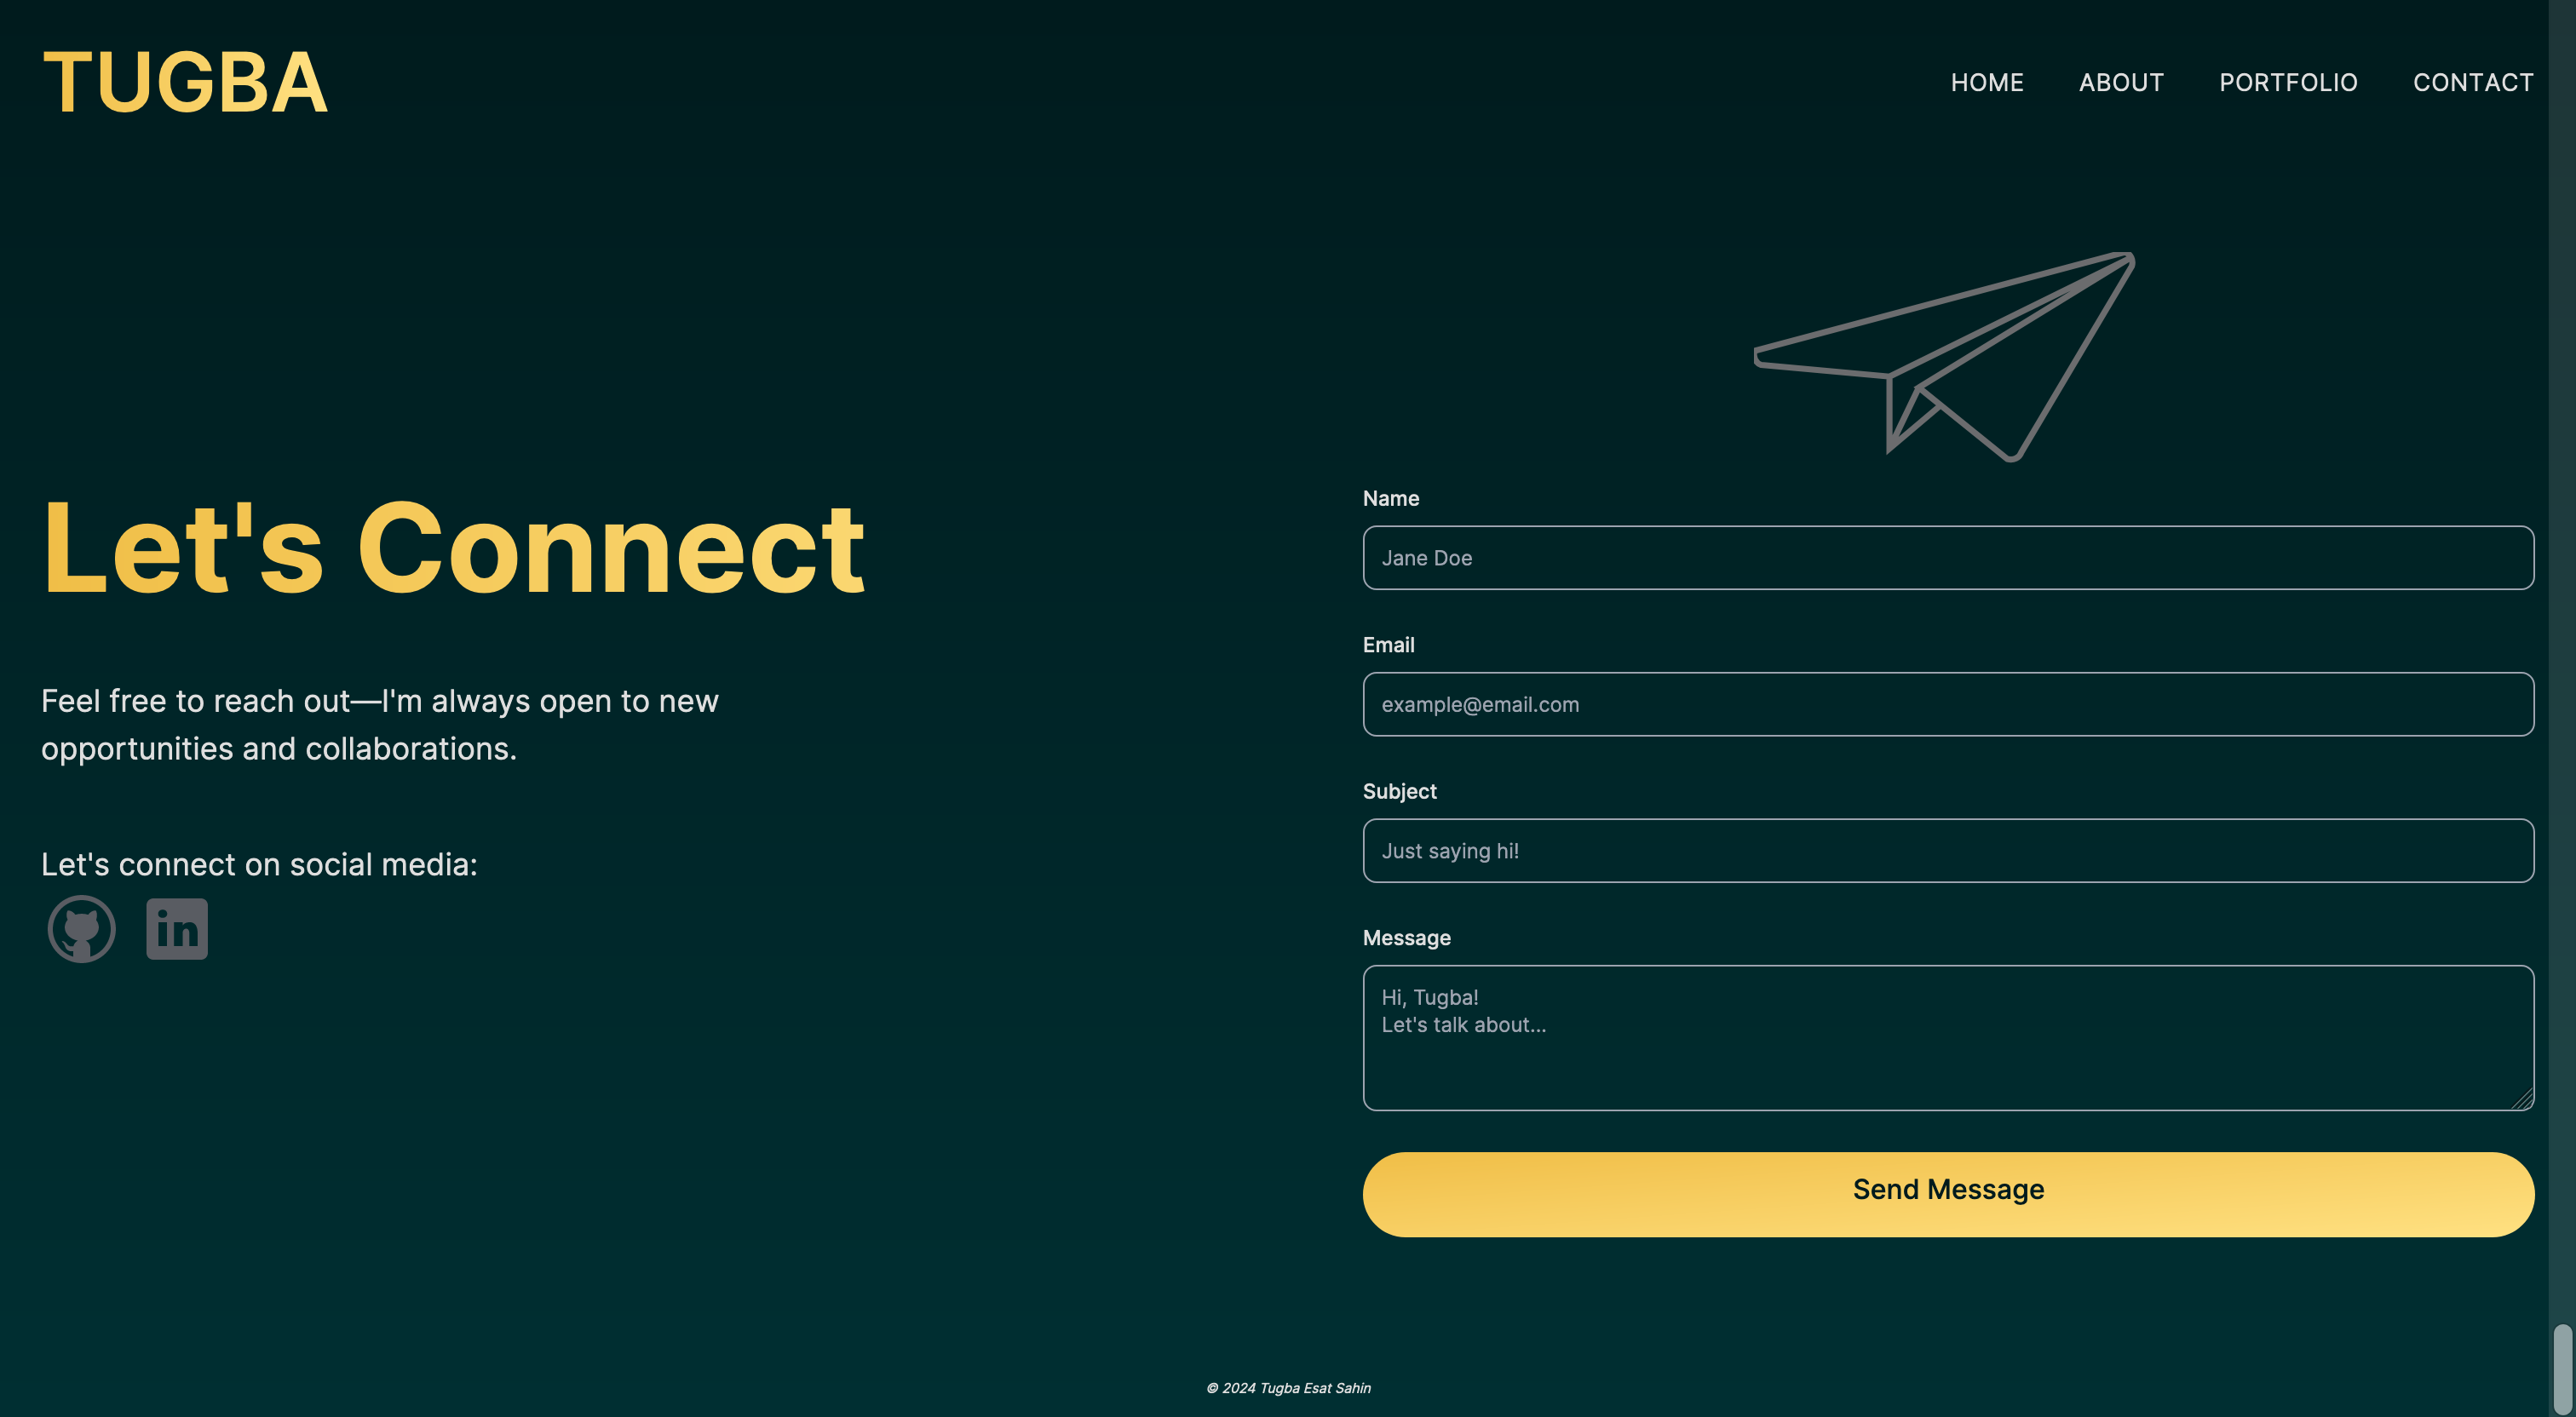 TUGBA
HOME
ABOUT
PORTFOLIO
CONTACT
Let's Connect
Feel free to reach out—I'm always open to new
opportunities and collaborations.
Let's connect on social media:
in
Name
Jane Doe
Email
example@email.com
Subject
Just saying hi!
Message
Hi, Tugba!
Let's talk about...
Send Message
© 2024 Tugba Esat Sahin